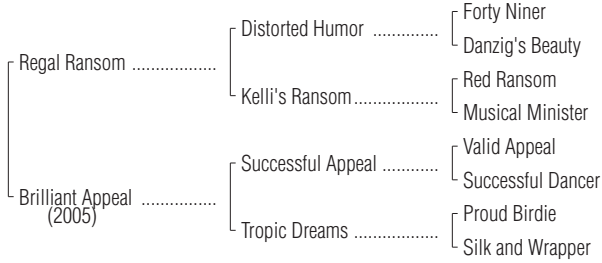 Forty Niner
Distorted Humor ..............
Danzig's Beauty
Regal Ransom ..................
Red Ransom
Kelli's Ransom..................
Musical Minister
Valid Appeal
Successful Appeal ............
Successful Dancer
Brilliant Appeal ................
(2005)
Proud Birdie
Tropic Dreams ..................
Silk and Wrapper